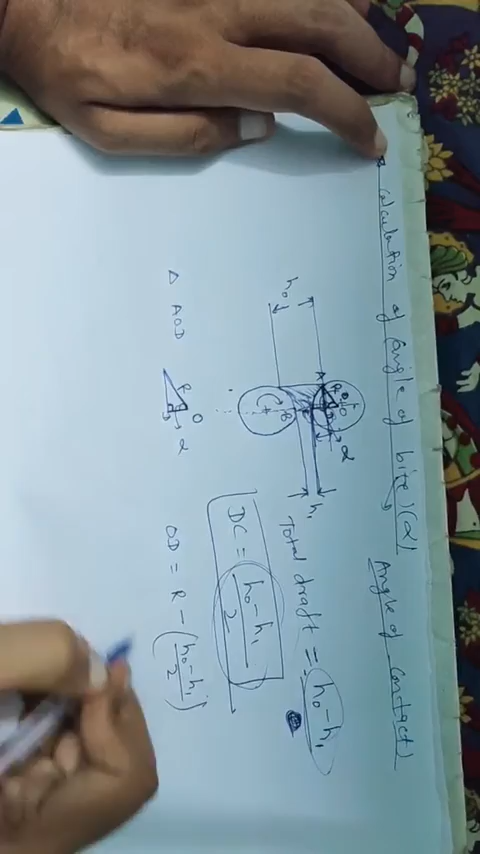 * Calculation of (angle of bite) (α) Angle of contact)
h₀
A
R
O
α
B
h₁
Total draft = h₀-h₁
DC = h₀-h₁/2
△ AOD
R
O
α
OD = R - (h₀-h₁/2)